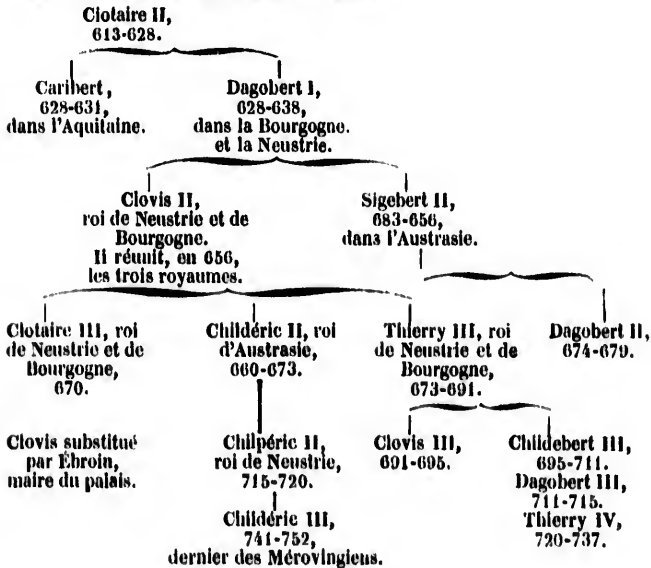 Clotaire II,
613-628.
Caribert,
628-631,
dans l'Aquitaine.
Dagobert I,
628-638,
dans la Bourgogne.
et la Neustrie.
Clovis II,
roi de Neustrie et de
Bourgogne.
Il réunit, en 656,
les trois royaumes.
Sigebert II,
683-656,
dans l'Austrasie.
Clotaire III, roi
de Neustrie et de
Bourgogne,
670.
Childéric II, roi
d'Austrasie,
660-673.
Thierry III, roi
de Neustrie et de
Bourgogne,
673-691.
Dagobert II,
674-679.
Clovis substitué
par Ébroin,
maire du palais.
Chilpéric II,
roi de Neustrie,
715-720.
Clovis III,
691-695.
Childebert III,
695-711.
Dagobert III,
711-715.
Thierry IV,
720-737.
Childéric III,
741-752,
dernier des Mérovingiens.